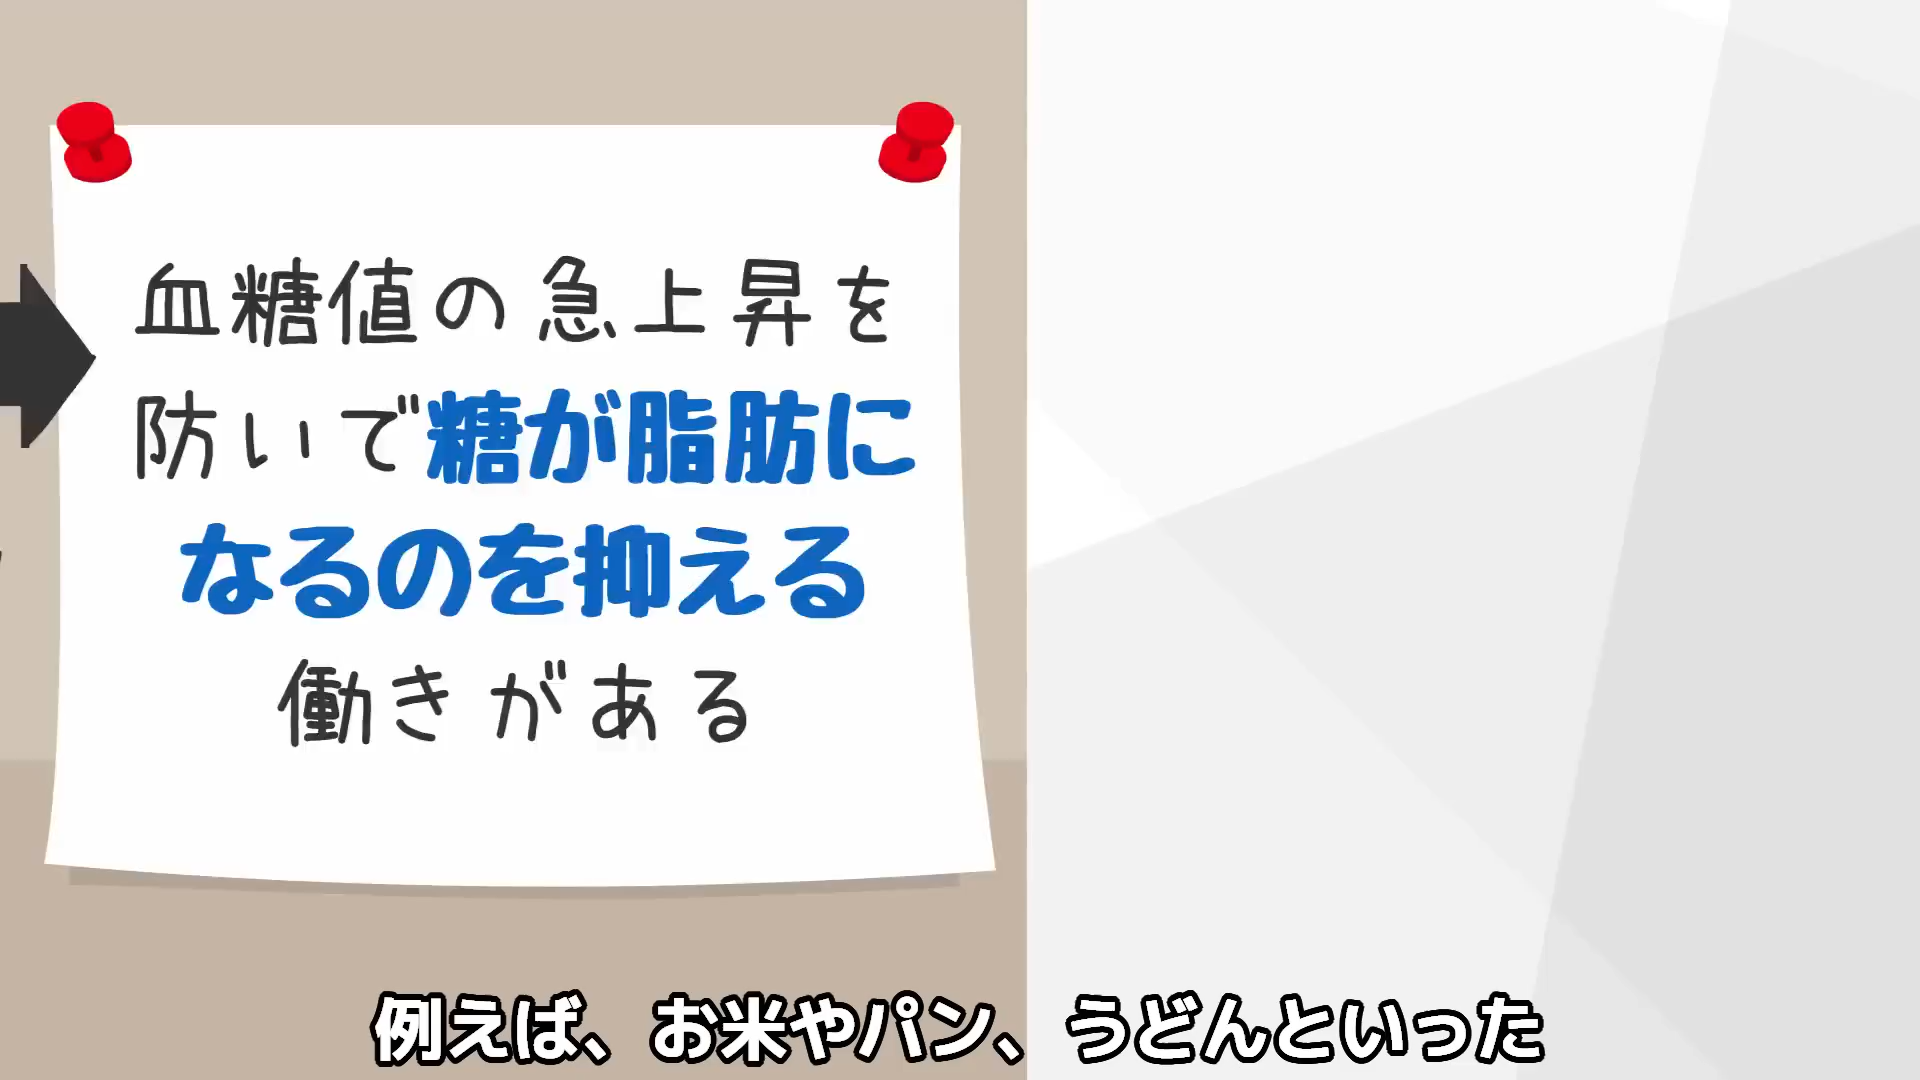 血糖値の急上昇を
防いで糖が脂肪に
なるのを抑える
働きがある
例えば、お米やパン、うどんといった